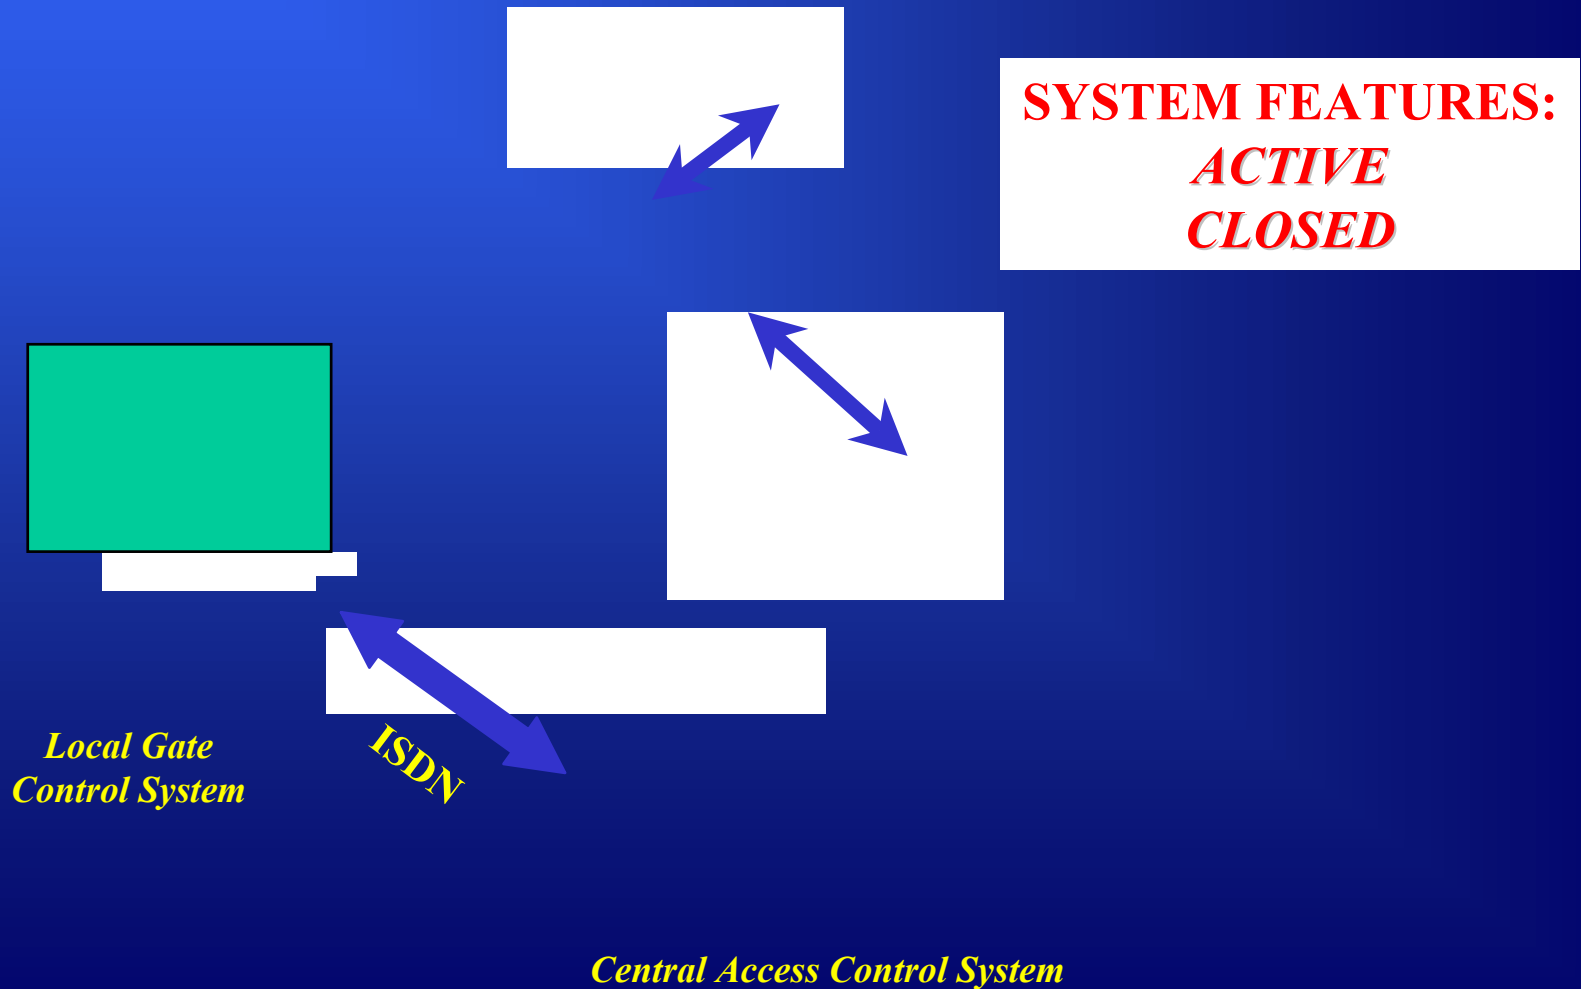 SYSTEM FEATURES:
ACTIVE
CLOSED
Local Gate
Control System
ISDN
Central Access Control System